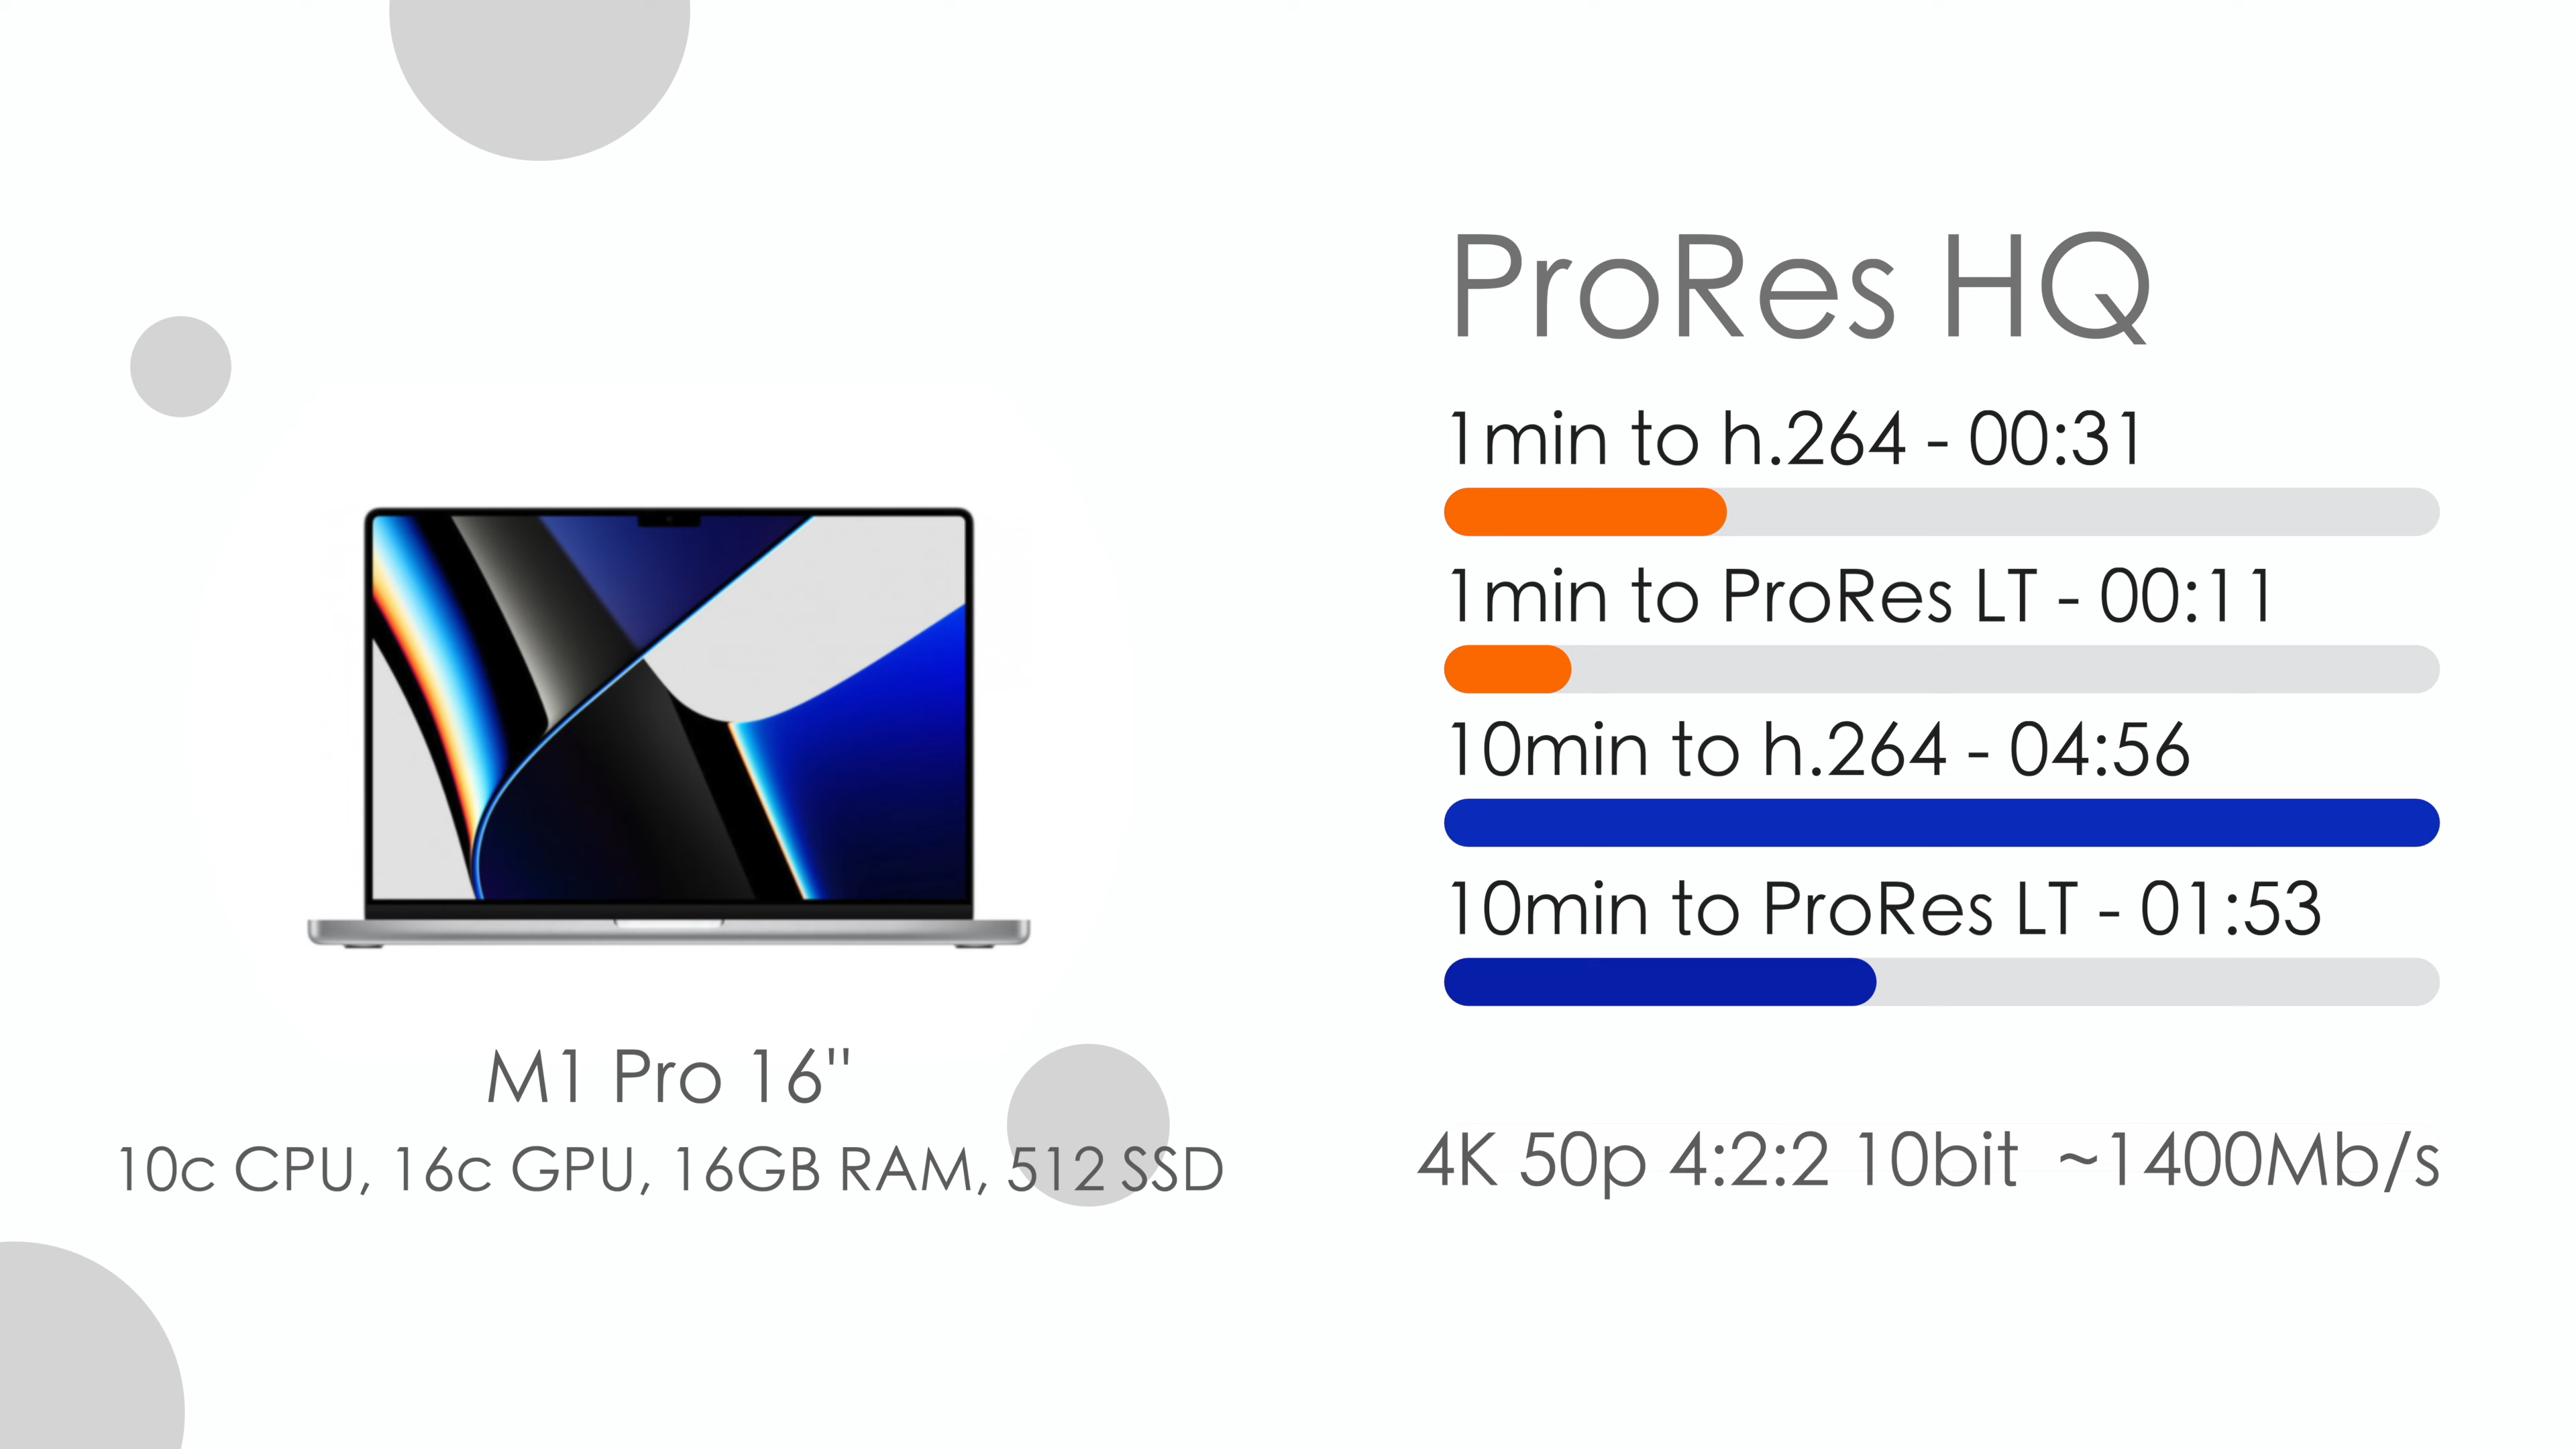 ProRes HQ
1min to h.264 - 00:31
1min to ProRes LT - 00:11
10min to h.264 - 04:56
10min to ProRes LT - 01:53
M1 Pro 16"
10c CPU, 16c GPU, 16GB RAM, 512 SSD
4K 50p 4:2:2 10bit ~1400Mb/s